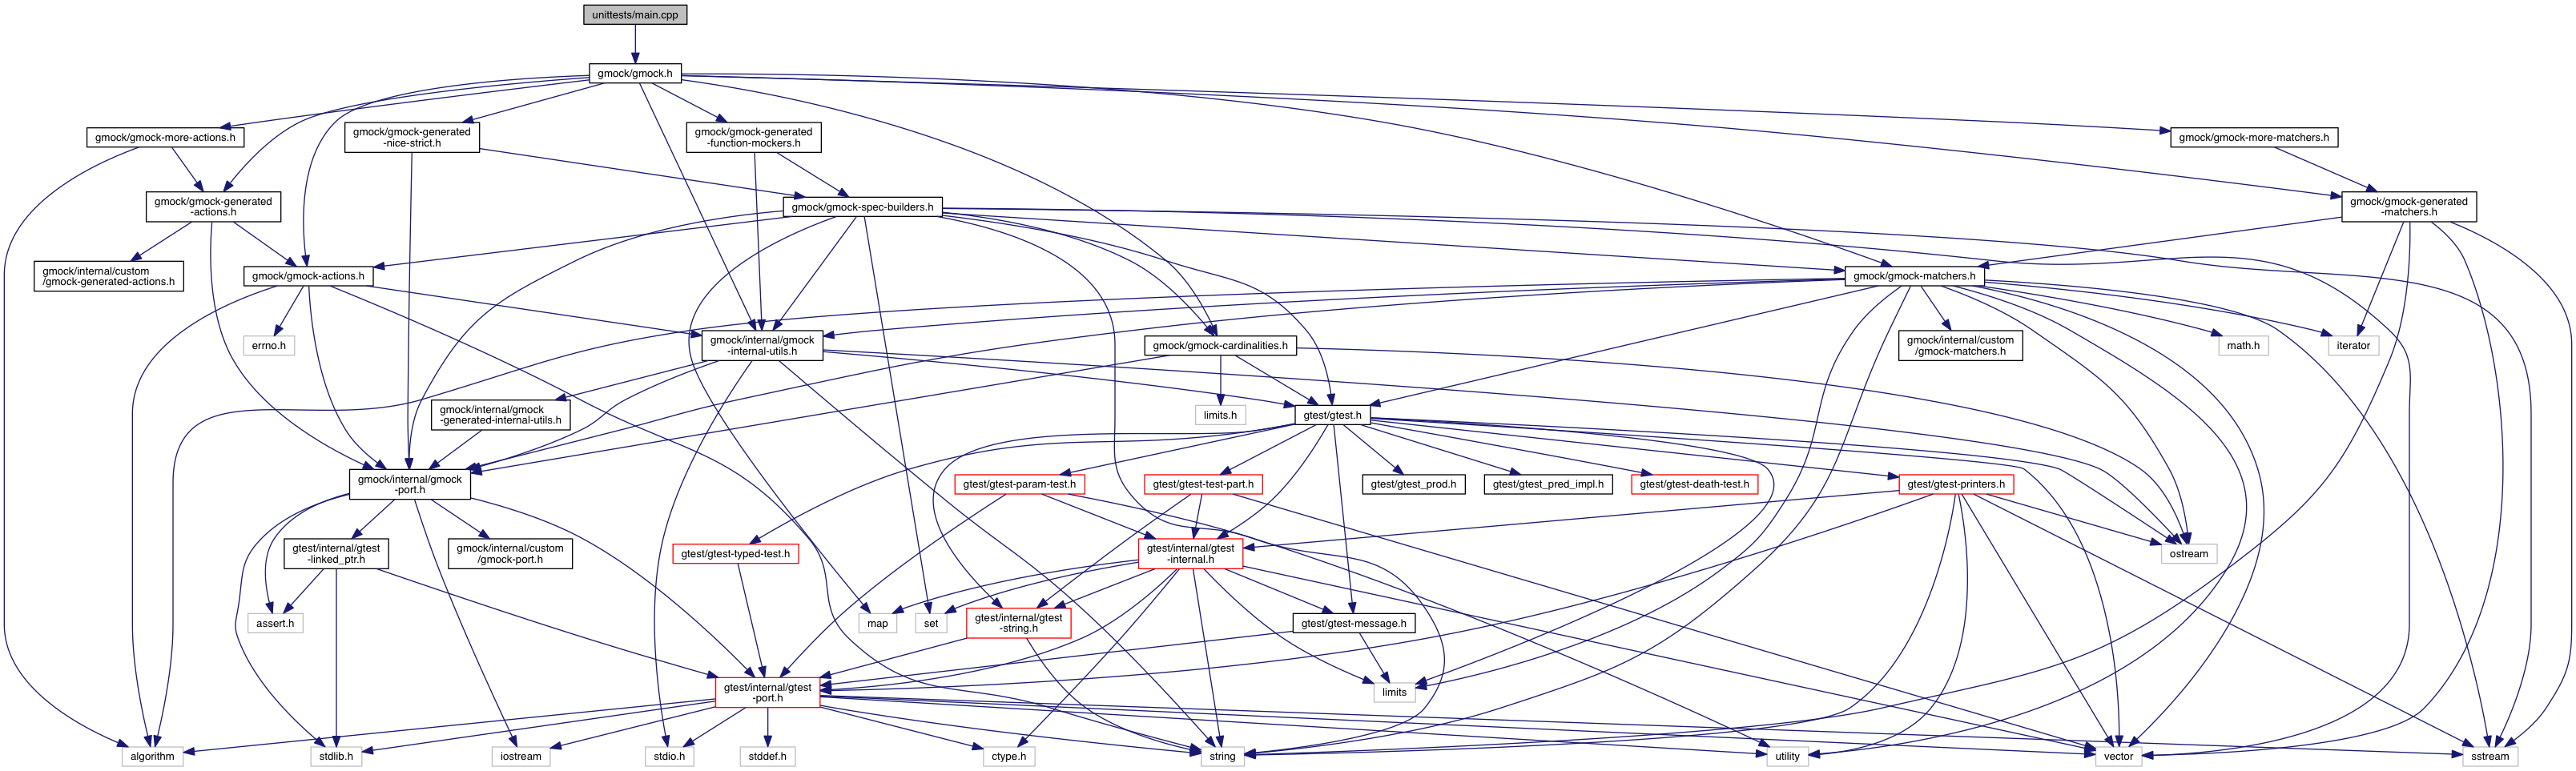 unittests/main.cpp
gmock/gmock.h
gmock/gmock-more-actions.h
gmock/gmock-generated
-nice-strict.h
gmock/gmock-generated
-function-mockers.h
gmock/gmock-more-matchers.h
gmock/gmock-generated
-actions.h
gmock/gmock-spec-builders.h
gmock/gmock-generated
-matchers.h
gmock/internal/custom
/gmock-generated-actions.h
gmock/gmock-actions.h
gmock/gmock-matchers.h
errno.h
gmock/internal/gmock
-internal-utils.h
gmock/gmock-cardinalities.h
gmock/internal/custom
/gmock-matchers.h
math.h
iterator
gmock/internal/gmock
-generated-internal-utils.h
limits.h
gtest/gtest.h
gmock/internal/gmock
-port.h
gtest/gtest-param-test.h
gtest/gtest-test-part.h
gtest/gtest_prod.h
gtest/gtest_pred_impl.h
gtest/gtest-death-test.h
gtest/gtest-printers.h
gtest/internal/gtest
-linked_ptr.h
gmock/internal/custom
/gmock-port.h
gtest/gtest-typed-test.h
gtest/internal/gtest
-internal.h
ostream
assert.h
map
set
gtest/internal/gtest
-string.h
gtest/gtest-message.h
gtest/internal/gtest
-port.h
limits
algorithm
stdlib.h
iostream
stdio.h
stddef.h
ctype.h
string
utility
vector
sstream